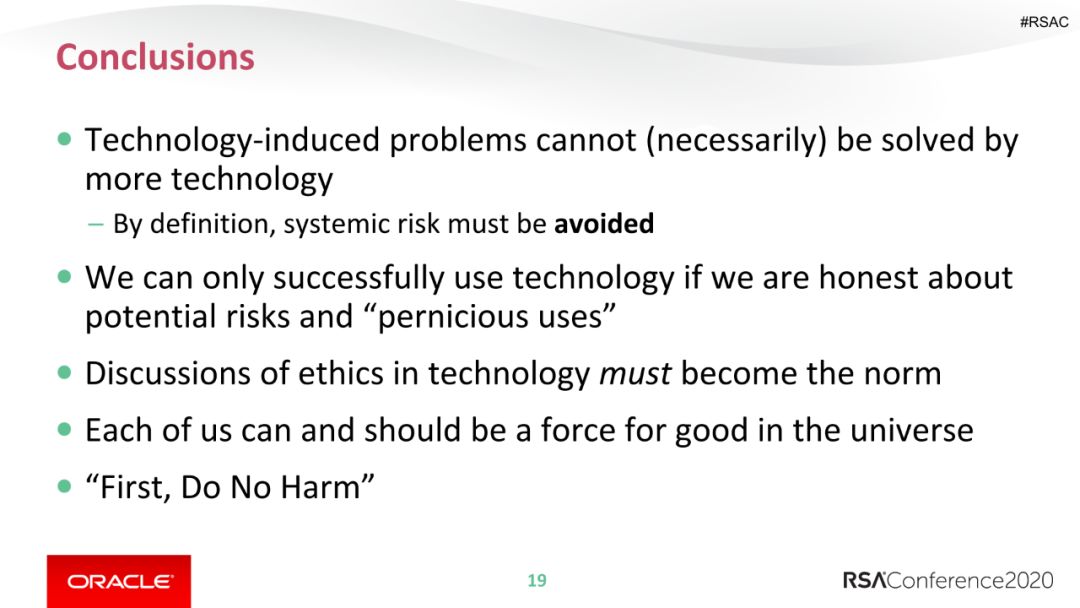 #RSAC
Conclusions
• Technology-induced problems cannot (necessarily) be solved by
more technology
– By definition, systemic risk must be avoided
• We can only successfully use technology if we are honest about
potential risks and “pernicious uses”
• Discussions of ethics in technology must become the norm
• Each of us can and should be a force for good in the universe
• “First, Do No Harm”
ORACLE
19
RSAConference2020